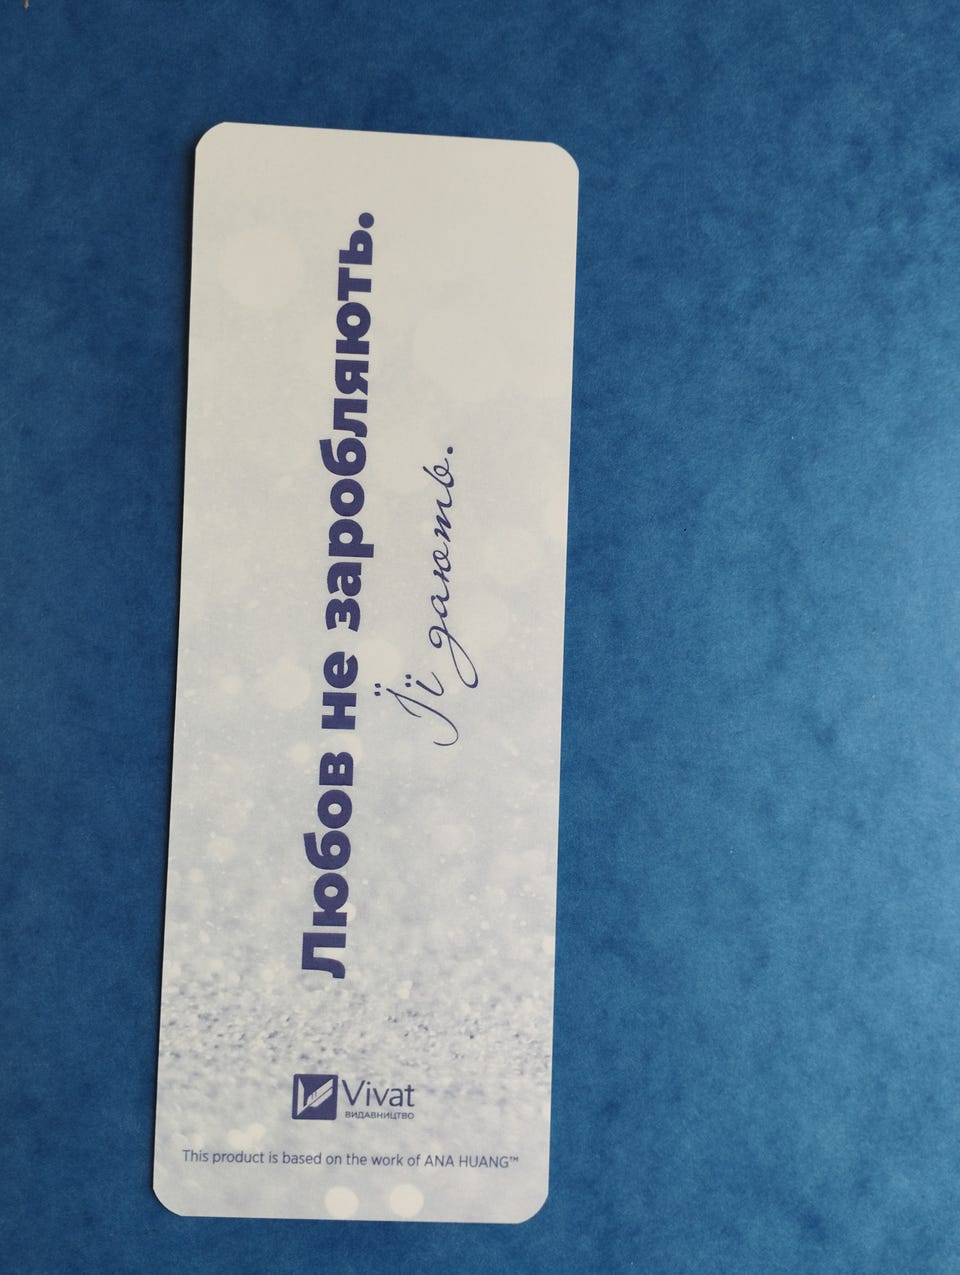 Любов не заробляють.
Її дають.
Vivat
ВИДАВНИЦТВО
This product is based on the work of ANA HUANG™